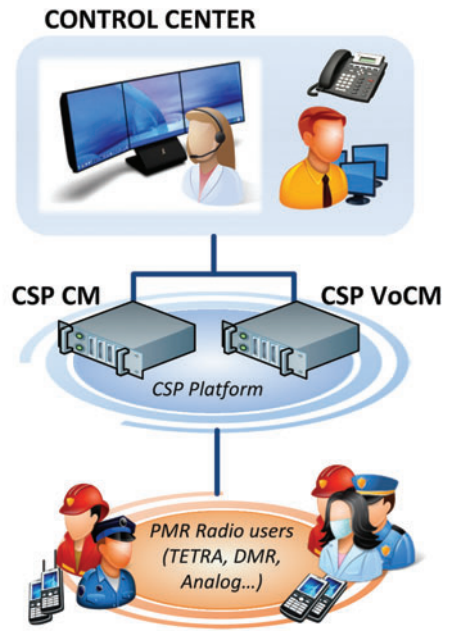 CONTROL CENTER
CSP CM
CSP VoCM
CSP Platform
PMR Radio users
(TETRA, DMR,
Analog...)